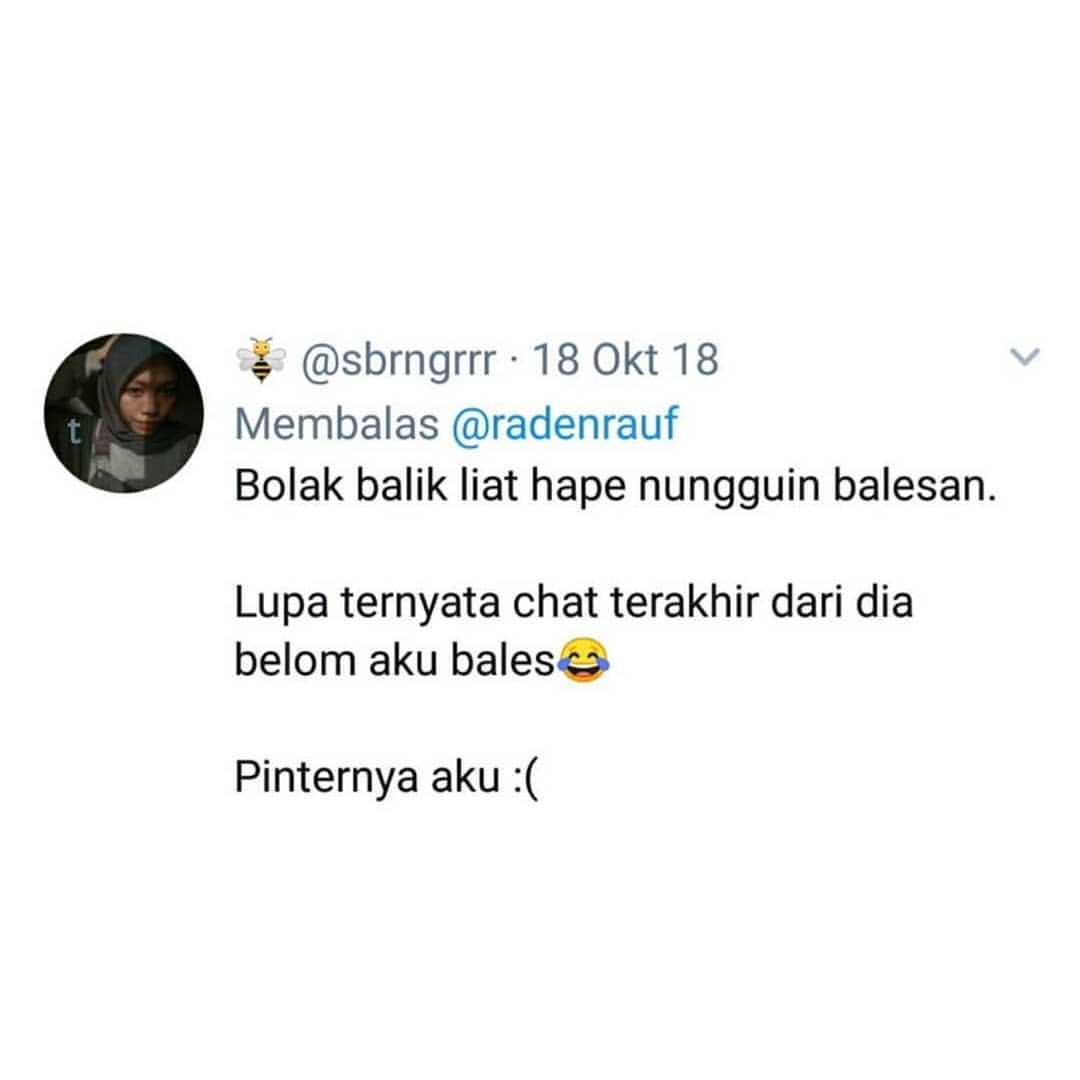 🐝 @sbrngrrr · 18 Okt 18
Membalas @radenrauf
Bolak balik liat hape nungguin balesan.
Lupa ternyata chat terakhir dari dia
belom aku bales😂
Pinternya aku :(
t